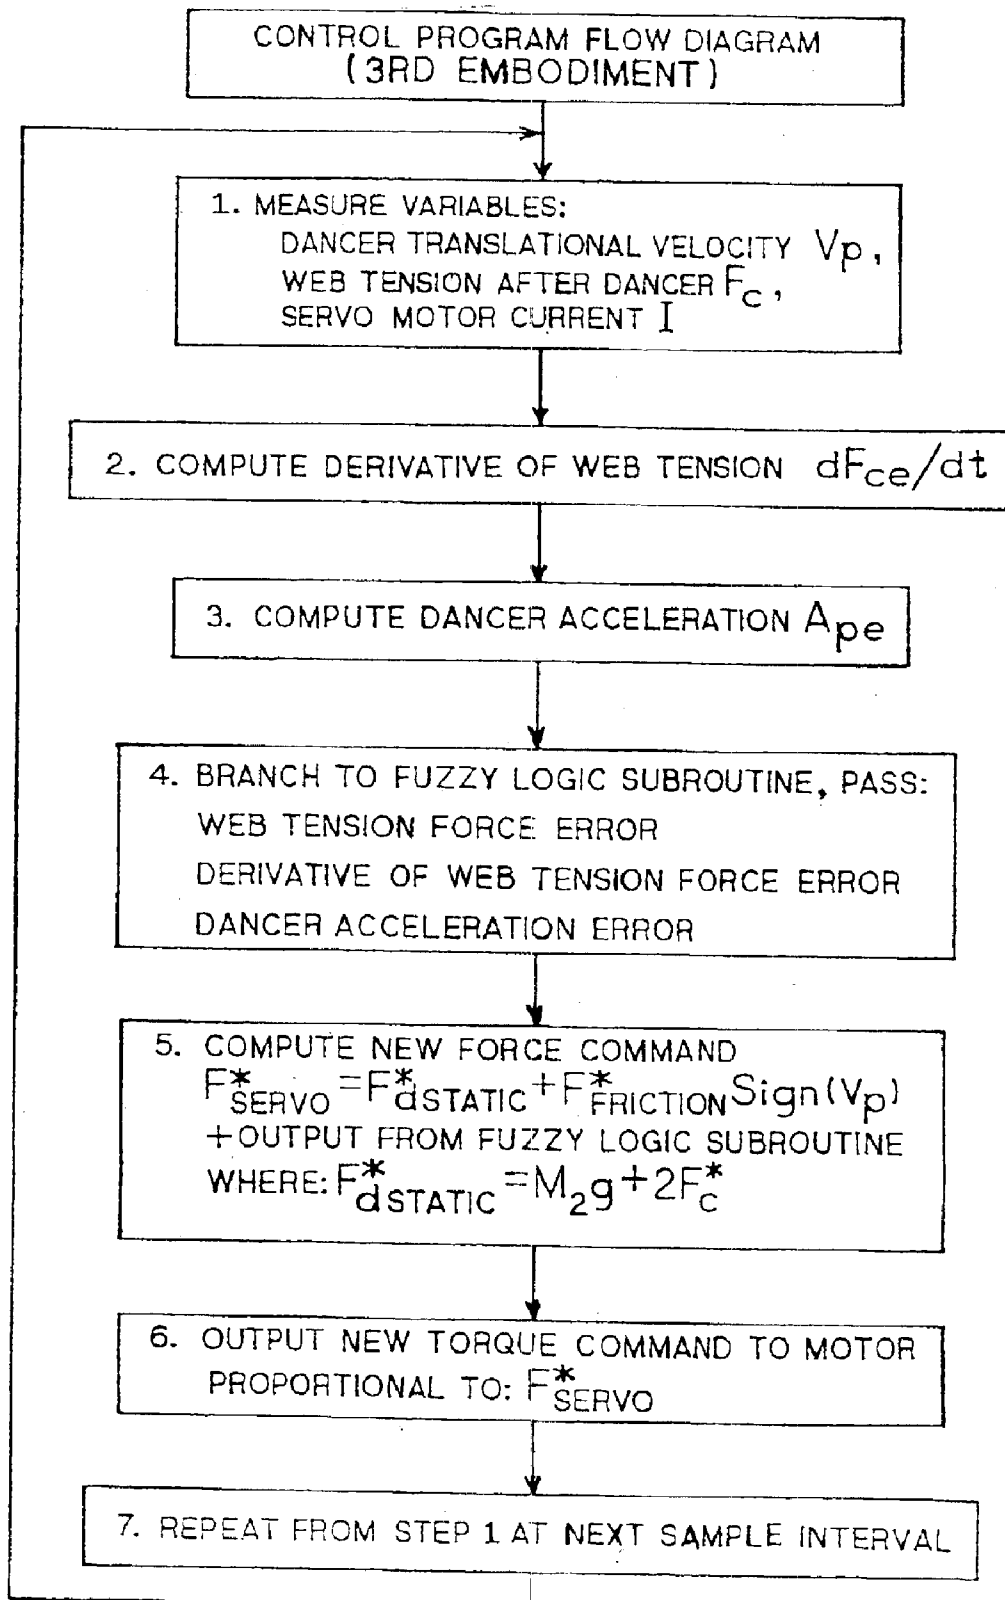 CONTROL PROGRAM FLOW DIAGRAM
(3RD EMBODIMENT)
1. MEASURE VARIABLES:
DANCER TRANSLATIONAL VELOCITY Vp,
WEB TENSION AFTER DANCER Fc,
SERVO MOTOR CURRENT I
2. COMPUTE DERIVATIVE OF WEB TENSION dFce/dt
3. COMPUTE DANCER ACCELERATION Ape
4. BRANCH TO FUZZY LOGIC SUBROUTINE, PASS:
WEB TENSION FORCE ERROR
DERIVATIVE OF WEB TENSION FORCE ERROR
DANCER ACCELERATION ERROR
5. COMPUTE NEW FORCE COMMAND
F*SERVO=F*dSTATIC+F*FRICTIONSign(Vp)
+OUTPUT FROM FUZZY LOGIC SUBROUTINE
WHERE: F*dSTATIC=M2g+2F*c
6. OUTPUT NEW TORQUE COMMAND TO MOTOR
PROPORTIONAL TO: F*SERVO
7. REPEAT FROM STEP 1 AT NEXT SAMPLE INTERVAL